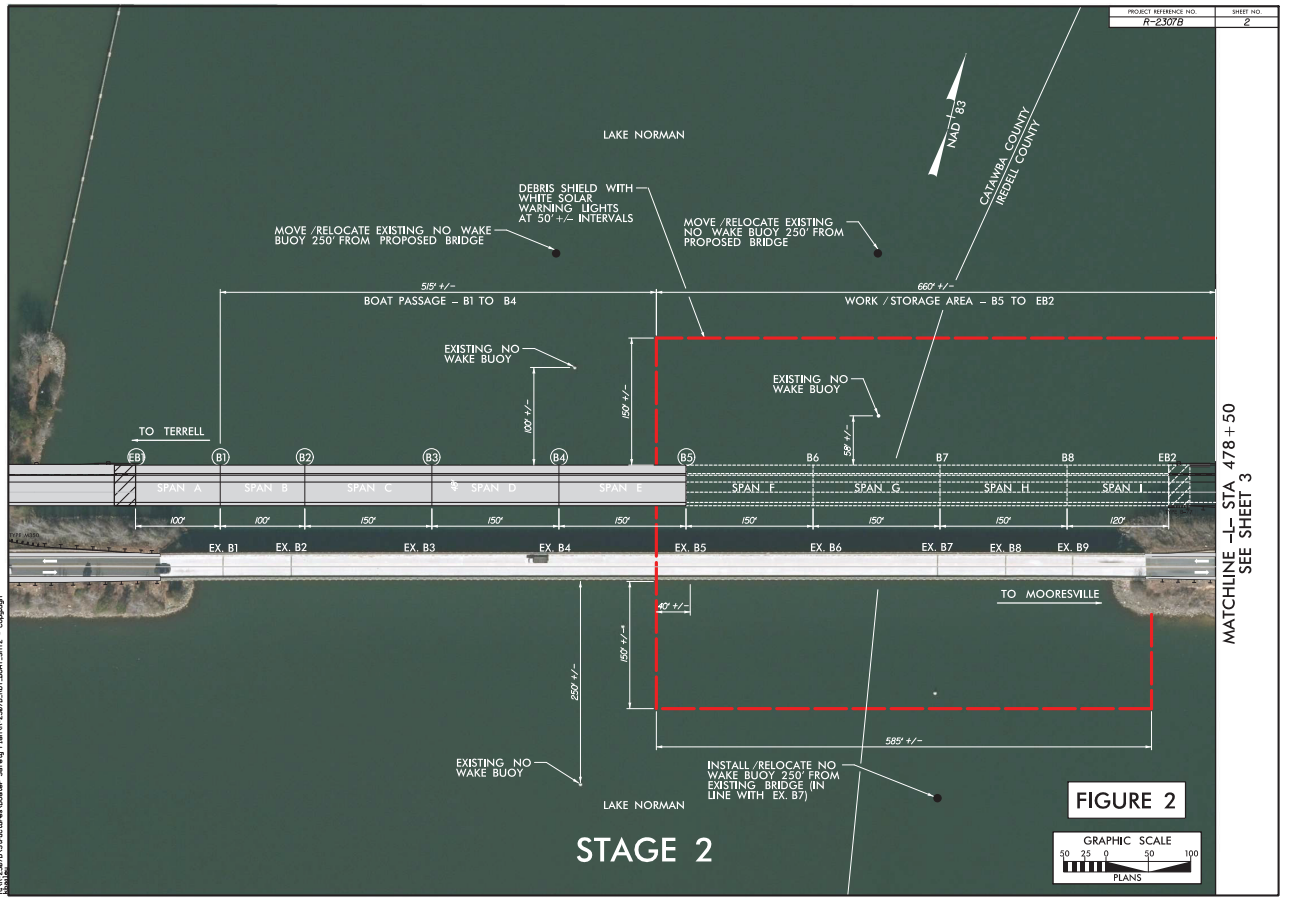 PROJECT REFERENCE NO.
SHEET NO.
R-2307B
2
LAKE NORMAN
NAD 83
CATAWBA COUNTY
IREDELL COUNTY
DEBRIS SHIELD WITH
WHITE SOLAR
WARNING LIGHTS
AT 50' +/- INTERVALS
MOVE /RELOCATE EXISTING NO WAKE
BUOY 250' FROM PROPOSED BRIDGE
MOVE /RELOCATE EXISTING
NO WAKE BUOY 250' FROM
PROPOSED BRIDGE
515' +/-
BOAT PASSAGE – B1 TO B4
660' +/-
WORK /STORAGE AREA – B5 TO EB2
EXISTING NO
WAKE BUOY
100' +/-
150' +/-
EXISTING NO
WAKE BUOY
58' +/-
TO TERRELL
EB1
B1
B2
B3
B4
B5
B6
B7
B8
EB2
SPAN A
SPAN B
SPAN C
SPAN D
SPAN E
SPAN F
SPAN G
SPAN H
SPAN I
100'
100'
150'
150'
150'
150'
150'
150'
120'
EX. B1
EX. B2
EX. B3
EX. B4
EX. B5
EX. B6
EX. B7
EX. B8
EX. B9
TO MOORESVILLE
40' +/-
150' +/-
250' +/-
585' +/-
EXISTING NO
WAKE BUOY
INSTALL /RELOCATE NO
WAKE BUOY 250' FROM
EXISTING BRIDGE (IN
LINE WITH EX. B7)
LAKE NORMAN
STAGE 2
FIGURE 2
GRAPHIC SCALE
50 25 0 50 100
PLANS
MATCHLINE -L- STA 478+50
SEE SHEET 3